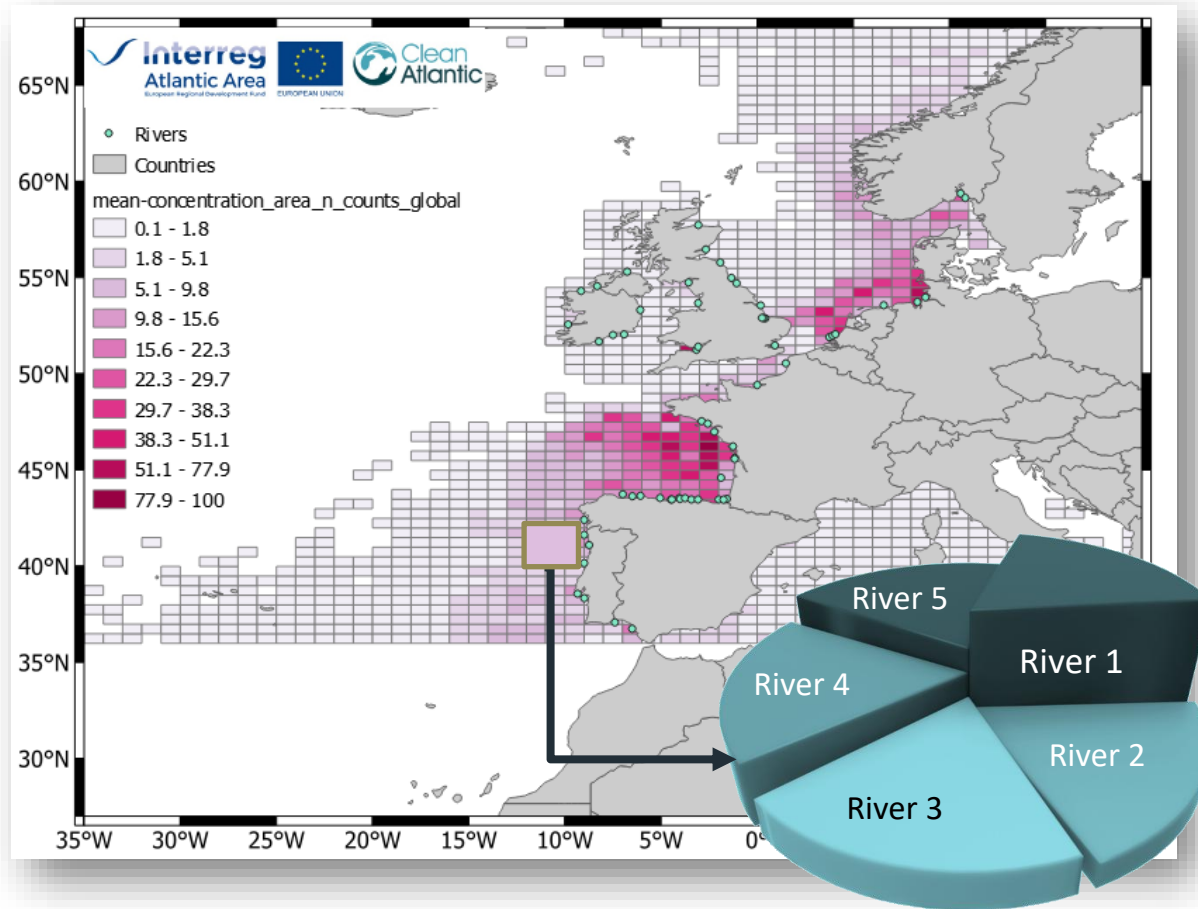 Interreg
Atlantic Area
European Regional Development Fund
EUROPEAN UNION
Clean
Atlantic
Rivers
Countries
mean-concentration_area_n_counts_global
0.1 - 1.8
1.8 - 5.1
5.1 - 9.8
9.8 - 15.6
15.6 - 22.3
22.3 - 29.7
29.7 - 38.3
38.3 - 51.1
51.1 - 77.9
77.9 - 100
65°N
60°N
55°N
50°N
45°N
40°N
35°N
30°N
35°W
30°W
25°W
20°W
15°W
10°W
5°W
0°
River 5
River 1
River 4
River 2
River 3